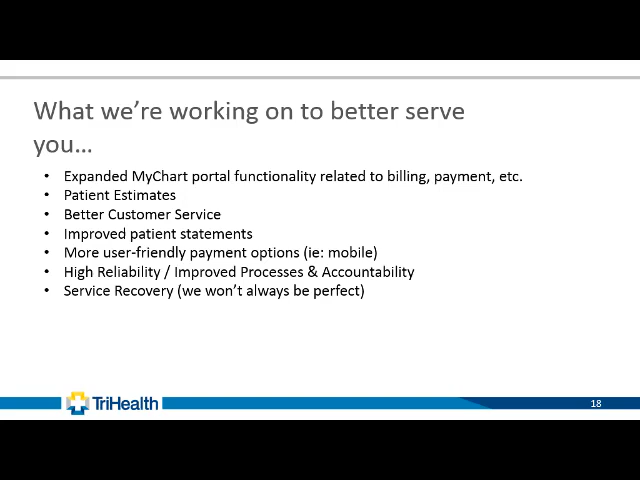 What we're working on to better serve
you...
• Expanded MyChart portal functionality related to billing, payment, etc.
• Patient Estimates
• Better Customer Service
• Improved patient statements
• More user-friendly payment options (ie: mobile)
• High Reliability / Improved Processes & Accountability
• Service Recovery (we won't always be perfect)
TriHealth
18